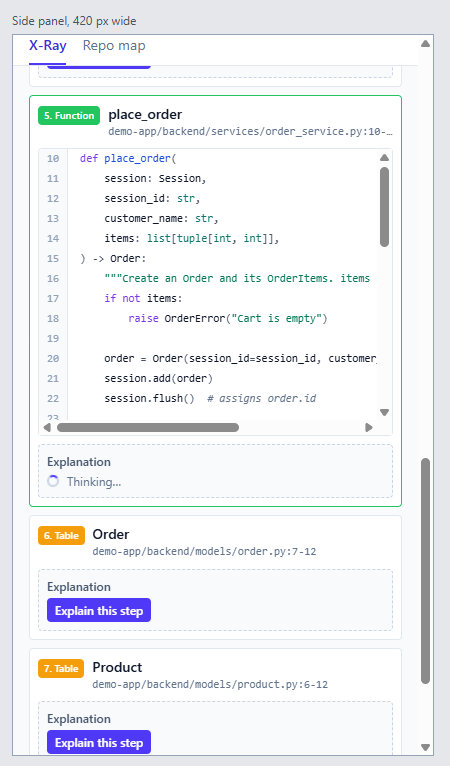 Side panel, 420 px wide
X-Ray Repo map
5. Function place_order
demo-app/backend/services/order_service.py:10-…
10 def place_order(
11 session: Session,
12 session_id: str,
13 customer_name: str,
14 items: list[tuple[int, int]],
15 ) -> Order:
16 """Create an Order and its OrderItems. items
17 if not items:
18 raise OrderError("Cart is empty")
19
20 order = Order(session_id=session_id, customer_
21 session.add(order)
22 session.flush() # assigns order.id
23
Explanation
Thinking...
6. Table Order
demo-app/backend/models/order.py:7-12
Explanation
Explain this step
7. Table Product
demo-app/backend/models/product.py:6-12
Explanation
Explain this step